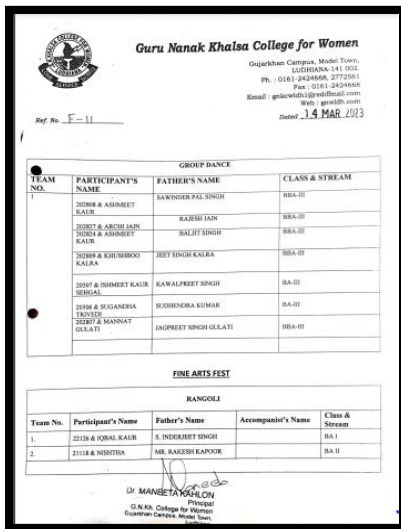 Guru Nanak Khalsa College for Women
Gujarkhan Campus, Model Town,
LUDHIANA-141 002.
Ph. : 0161-2424668, 2772561
Fax : 0161-2424668
Email : gnkcwldh1@rediffmail.com
Web : gnwldh.com
Ref. No F-11
Dated 14 MAR 2023
GROUP DANCE
TEAM NO. PARTICIPANT'S NAME FATHER'S NAME CLASS & STREAM
1 202808 & ASHMEET KAUR SAWINDER PAL SINGH BBA-III
202827 & ARCHI JAIN RAJESH JAIN BBA-III
202824 & ASHMEET KAUR BALJIT SINGH BBA-III
202809 & KHUSHBOO KALRA JEET SINGH KALRA BBA-III
20507 & ISHMEET KAUR SEHGAL KAWALPREET SINGH BA-III
20506 & SUGANDHA TRIVEDI SUDHENDRA KUMAR BA-III
202807 & MANNAT GULATI JAGPREET SINGH GULATI BBA-III
FINE ARTS FEST
RANGOLI
Team No. Participant's Name Father's Name Accompanist's Name Class & Stream
1. 22126 & IQBAL KAUR S. INDERJEET SINGH BA I
2. 21118 & NISHTHA MR. RAKESH KAPOOR BA II
Dr. MANEETA KAHLON
Principal
G.N.Kh. College for Women
Gujarkhan Campus, Model Town,